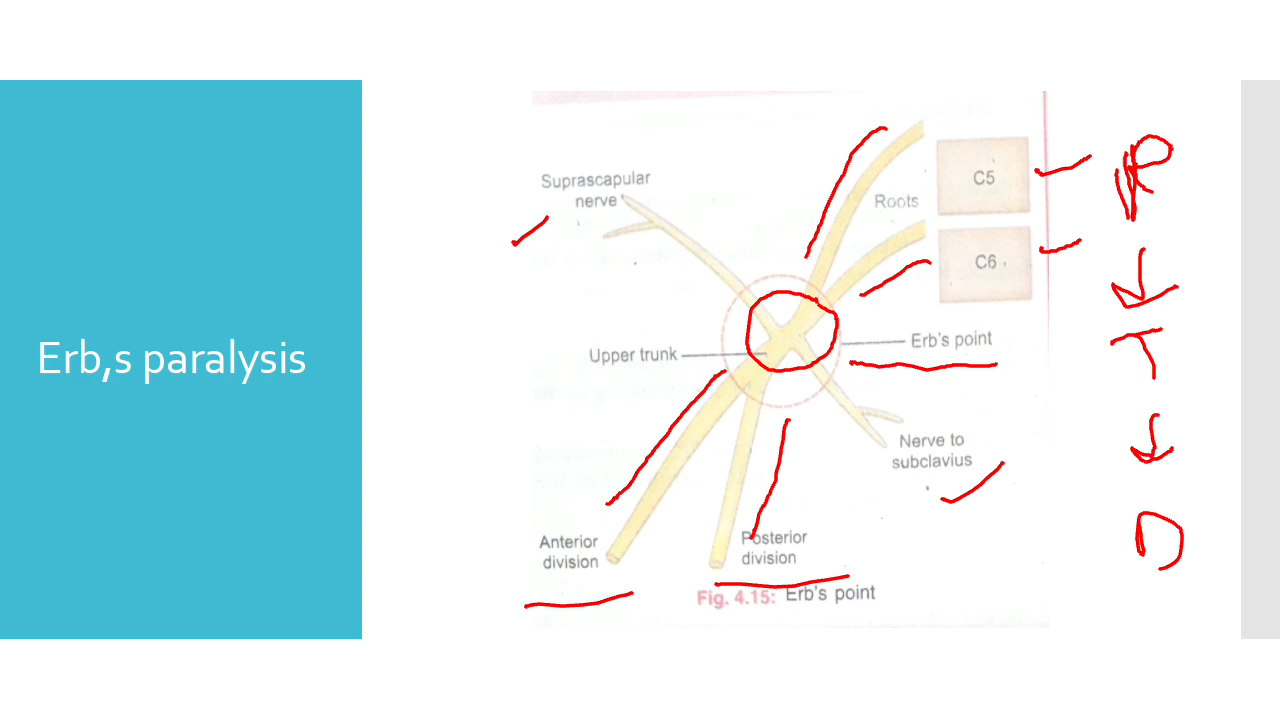 Erb,s paralysis
Suprascapular
nerve
C5
Roots
C6
Upper trunk
Erb's point
Nerve to
subclavius
Anterior
division
Posterior
division
Fig. 4.15: Erb's point
R
T
D